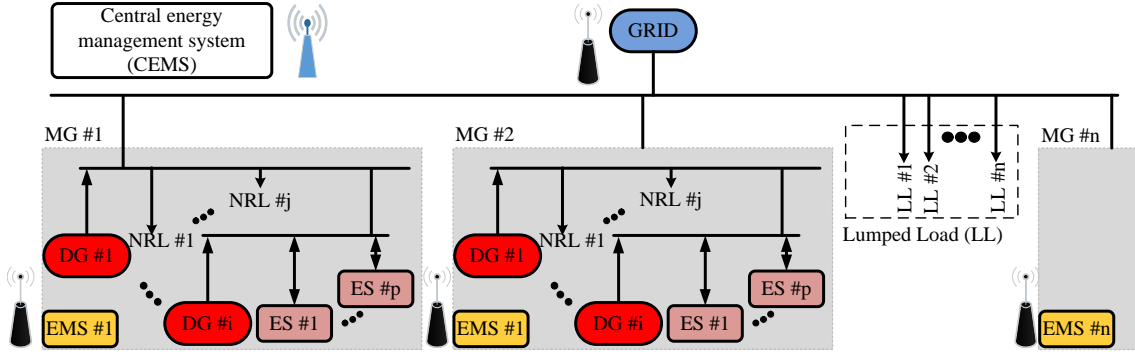 Central energy
management system
(CEMS)
GRID
MG #1
NRL #j
NRL #1
DG #1
ES #p
DG #i
ES #1
EMS #1
MG #2
NRL #j
NRL #1
DG #1
ES #p
DG #i
ES #1
EMS #1
LL #1
LL #2
LL #n
Lumped Load (LL)
MG #n
EMS #n